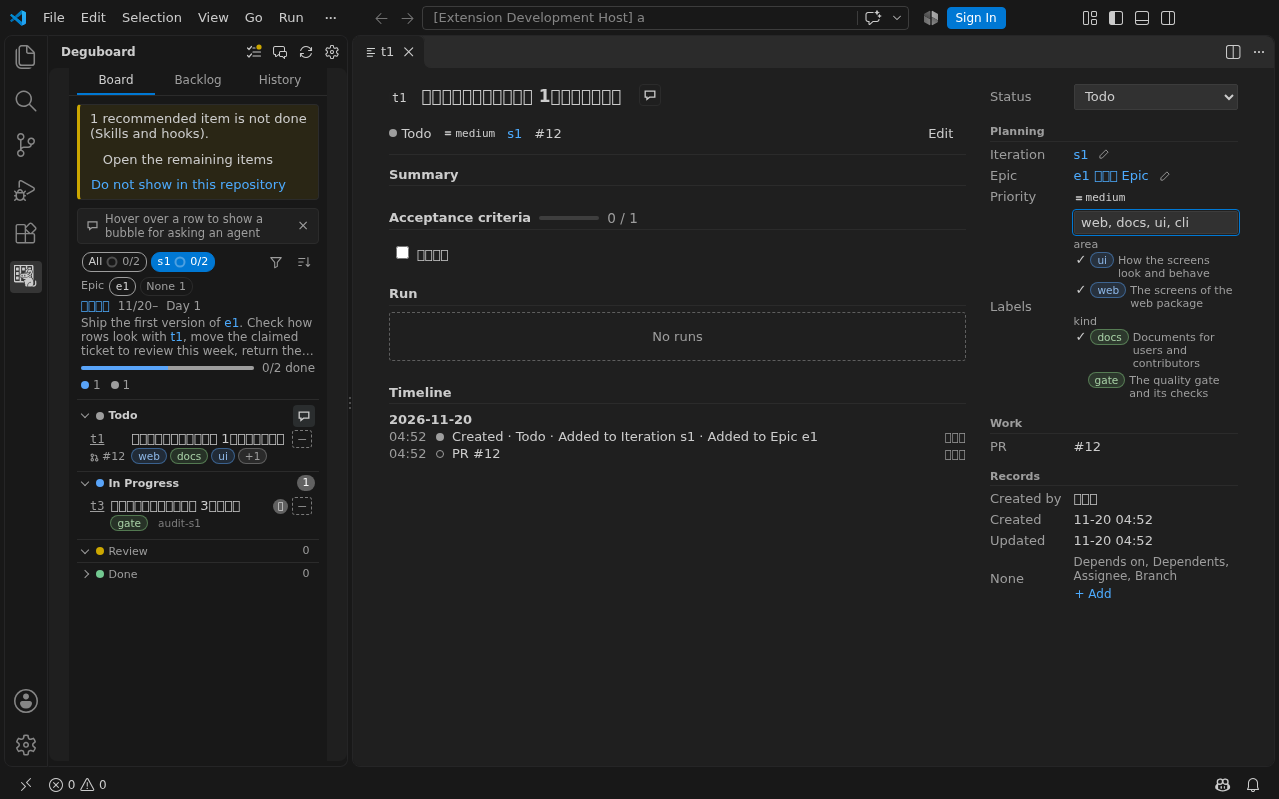 File Edit Selection View Go Run ···
[Extension Development Host] a
Sign In
Deguboard
Board Backlog History
1 recommended item is not done (Skills and hooks).
Open the remaining items
Do not show in this repository
Hover over a row to show a bubble for asking an agent
All 0/2 s1 0/2
Epic e1 None 1
11/20– Day 1
Ship the first version of e1. Check how
rows look with t1, move the claimed
ticket to review this week, return the…
0/2 done
1 1
Todo
t1 1
#12 web docs ui +1
In Progress 1
t3 3
gate audit-s1
Review 0
Done 0
t1
t1 1
Todo medium s1 #12 Edit
Summary
Acceptance criteria 0 / 1
Run
No runs
Timeline
2026-11-20
04:52 Created · Todo · Added to Iteration s1 · Added to Epic e1
04:52 PR #12
Status Todo
Planning
Iteration s1
Epic e1 Epic
Priority medium
Labels
web, docs, ui, cli
area
✓ ui How the screens look and behave
✓ web The screens of the web package
kind
✓ docs Documents for users and contributors
gate The quality gate and its checks
Work
PR #12
Records
Created by
Created 11-20 04:52
Updated 11-20 04:52
None Depends on, Dependents, Assignee, Branch
+ Add
0 0